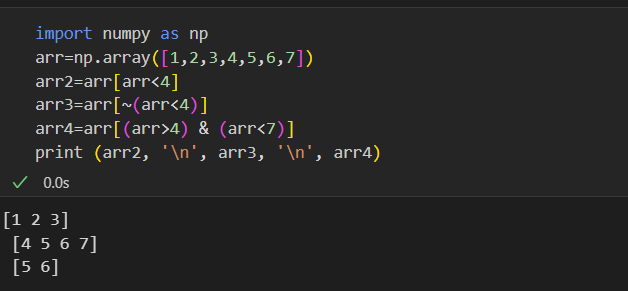 import numpy as np
arr=np.array([1,2,3,4,5,6,7])
arr2=arr[arr<4]
arr3=arr[~(arr<4)]
arr4=arr[(arr>4) & (arr<7)]
print (arr2, '\n', arr3, '\n', arr4)
✓ 0.0s
[1 2 3]
 [4 5 6 7]
 [5 6]